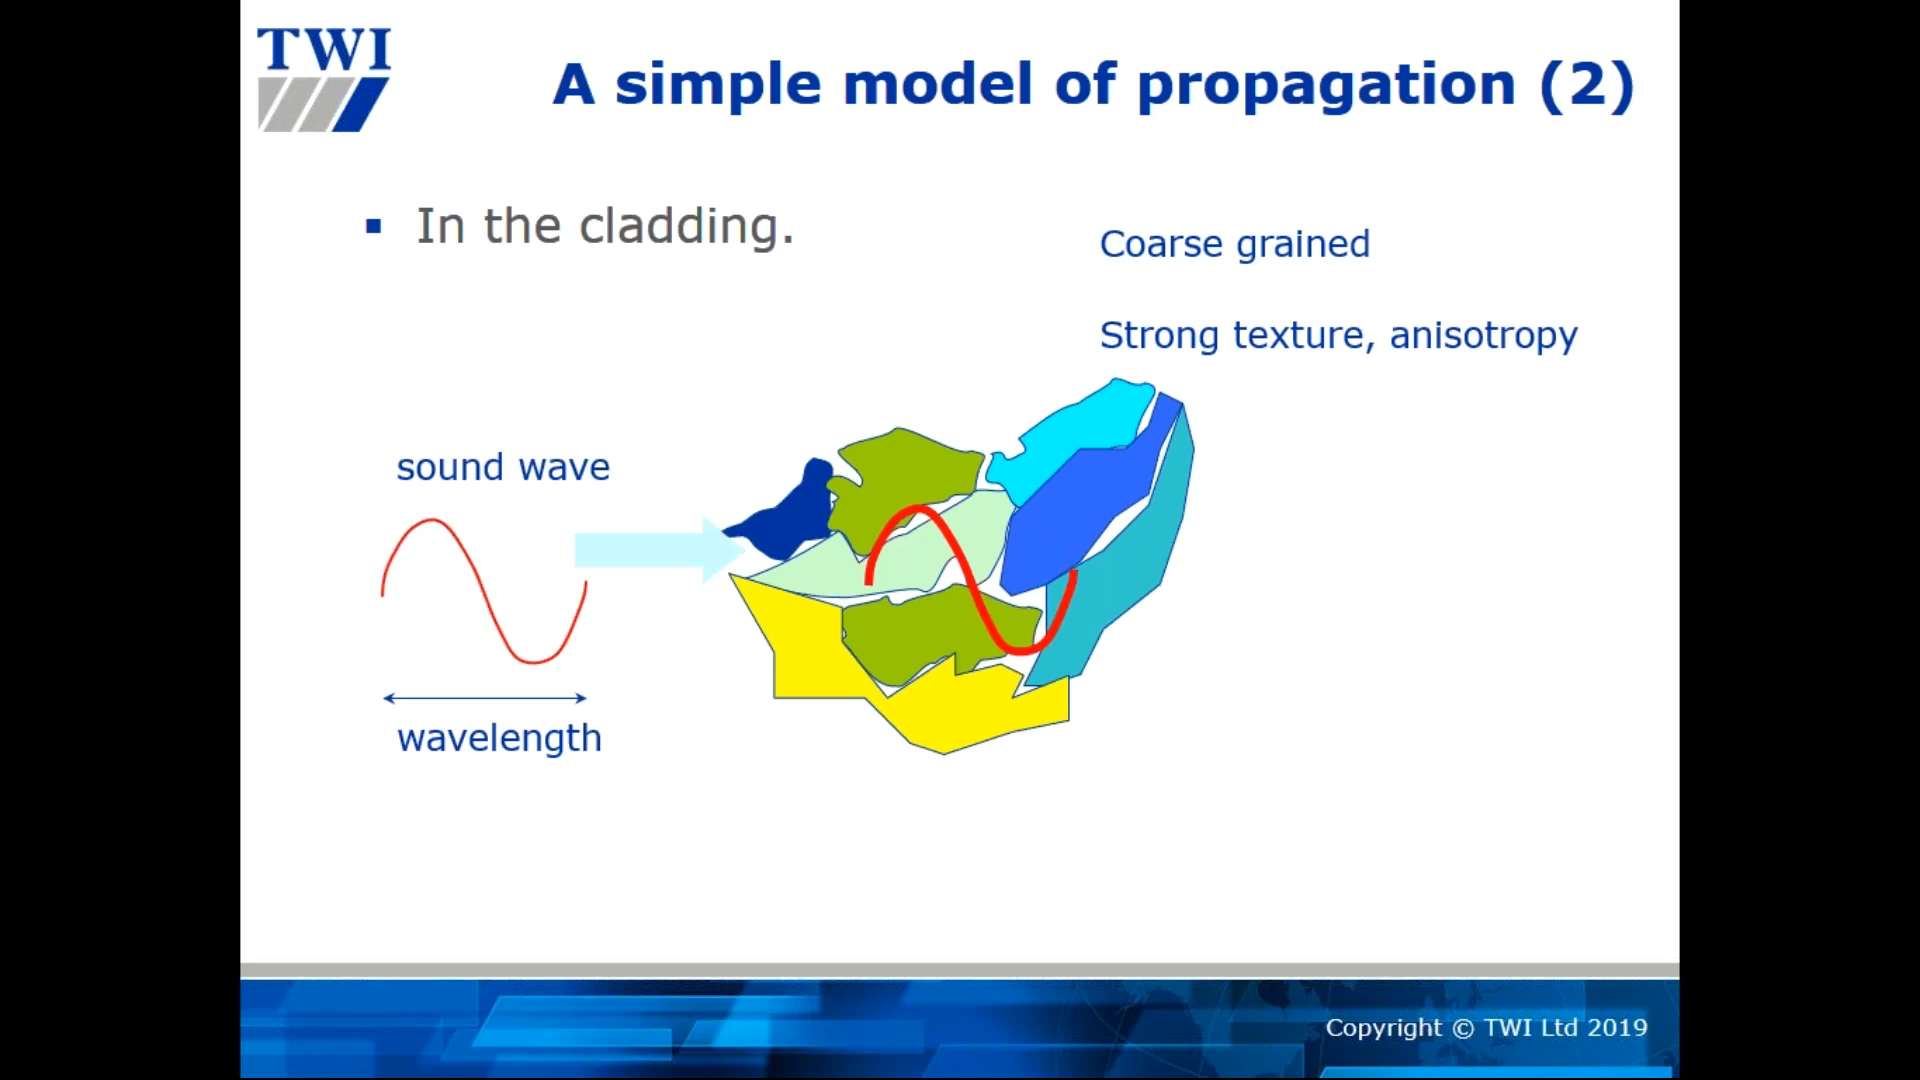 TWI
A simple model of propagation (2)
▪ In the cladding.
Coarse grained
Strong texture, anisotropy
sound wave
wavelength
Copyright © TWI Ltd 2019